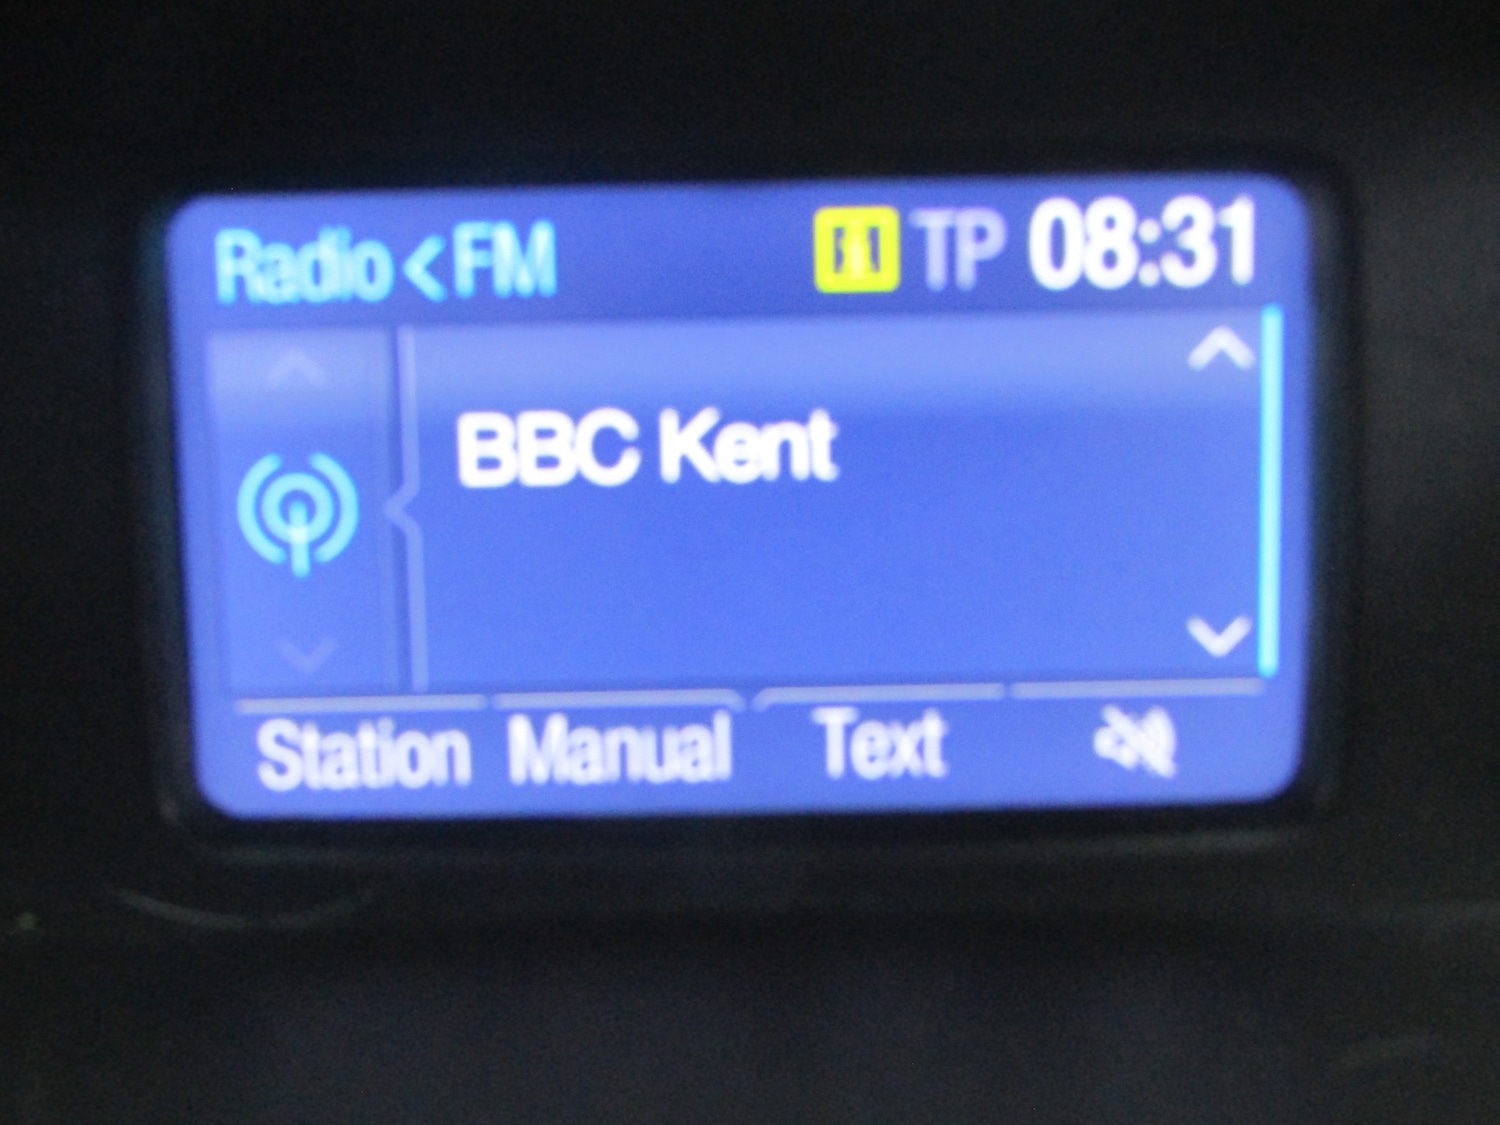 Radio < FM TP 08:31
BBC Kent
Station Manual Text